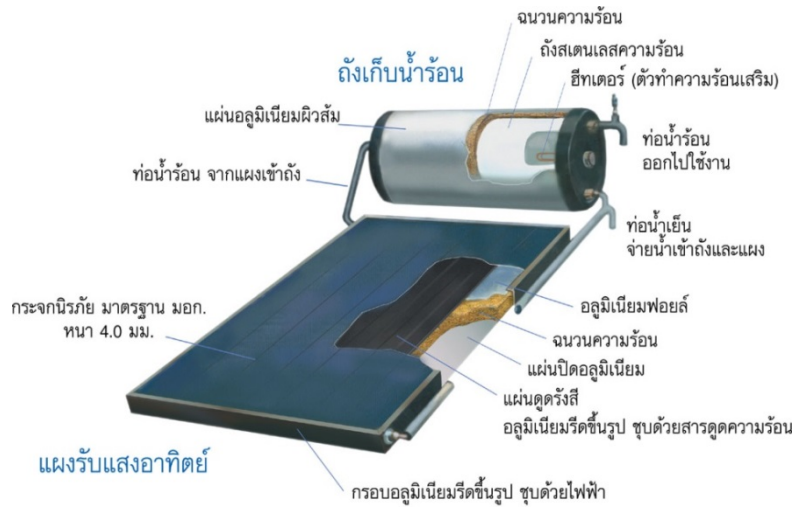 ฉนวนความร้อน
ถังสเตนเลสความร้อน
ถังเก็บน้ำร้อน
ฮีทเตอร์ (ตัวทำความร้อนเสริม)
แผ่นอลูมิเนียมผิวส้ม
ท่อน้ำร้อน
ออกไปใช้งาน
ท่อน้ำร้อน จากแผงเข้าถัง
ท่อน้ำเย็น
จ่ายน้ำเข้าถังและแผง
กระจกนิรภัย มาตรฐาน มอก.
หนา 4.0 มม.
อลูมิเนียมฟอยล์
ฉนวนความร้อน
แผ่นปิดอลูมิเนียม
แผ่นดูดรังสี
อลูมิเนียมรีดขึ้นรูป ชุบด้วยสารดูดความร้อน
แผงรับแสงอาทิตย์
กรอบอลูมิเนียมรีดขึ้นรูป ชุบด้วยไฟฟ้า